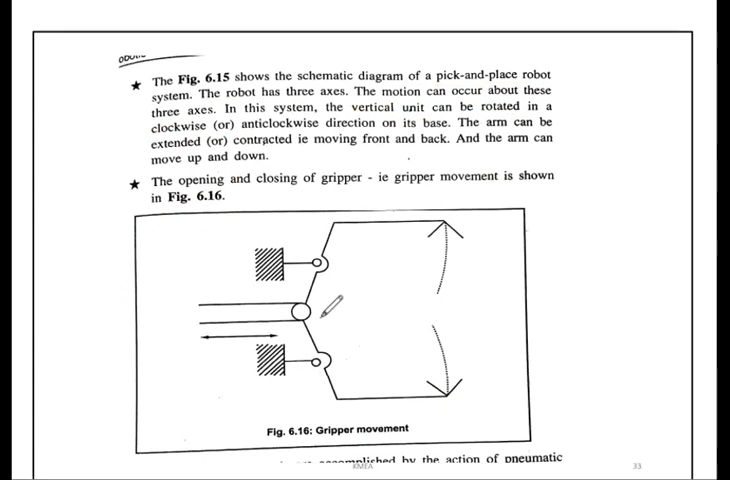 ★ The Fig. 6.15 shows the schematic diagram of a pick-and-place robot
system. The robot has three axes. The motion can occur about these
three axes. In this system, the vertical unit can be rotated in a
clockwise (or) anticlockwise direction on its base. The arm can be
extended (or) contracted ie moving front and back. And the arm can
move up and down.
★ The opening and closing of gripper - ie gripper movement is shown
in Fig. 6.16.
Fig. 6.16: Gripper movement
by the action of pneumatic
KMEA
33